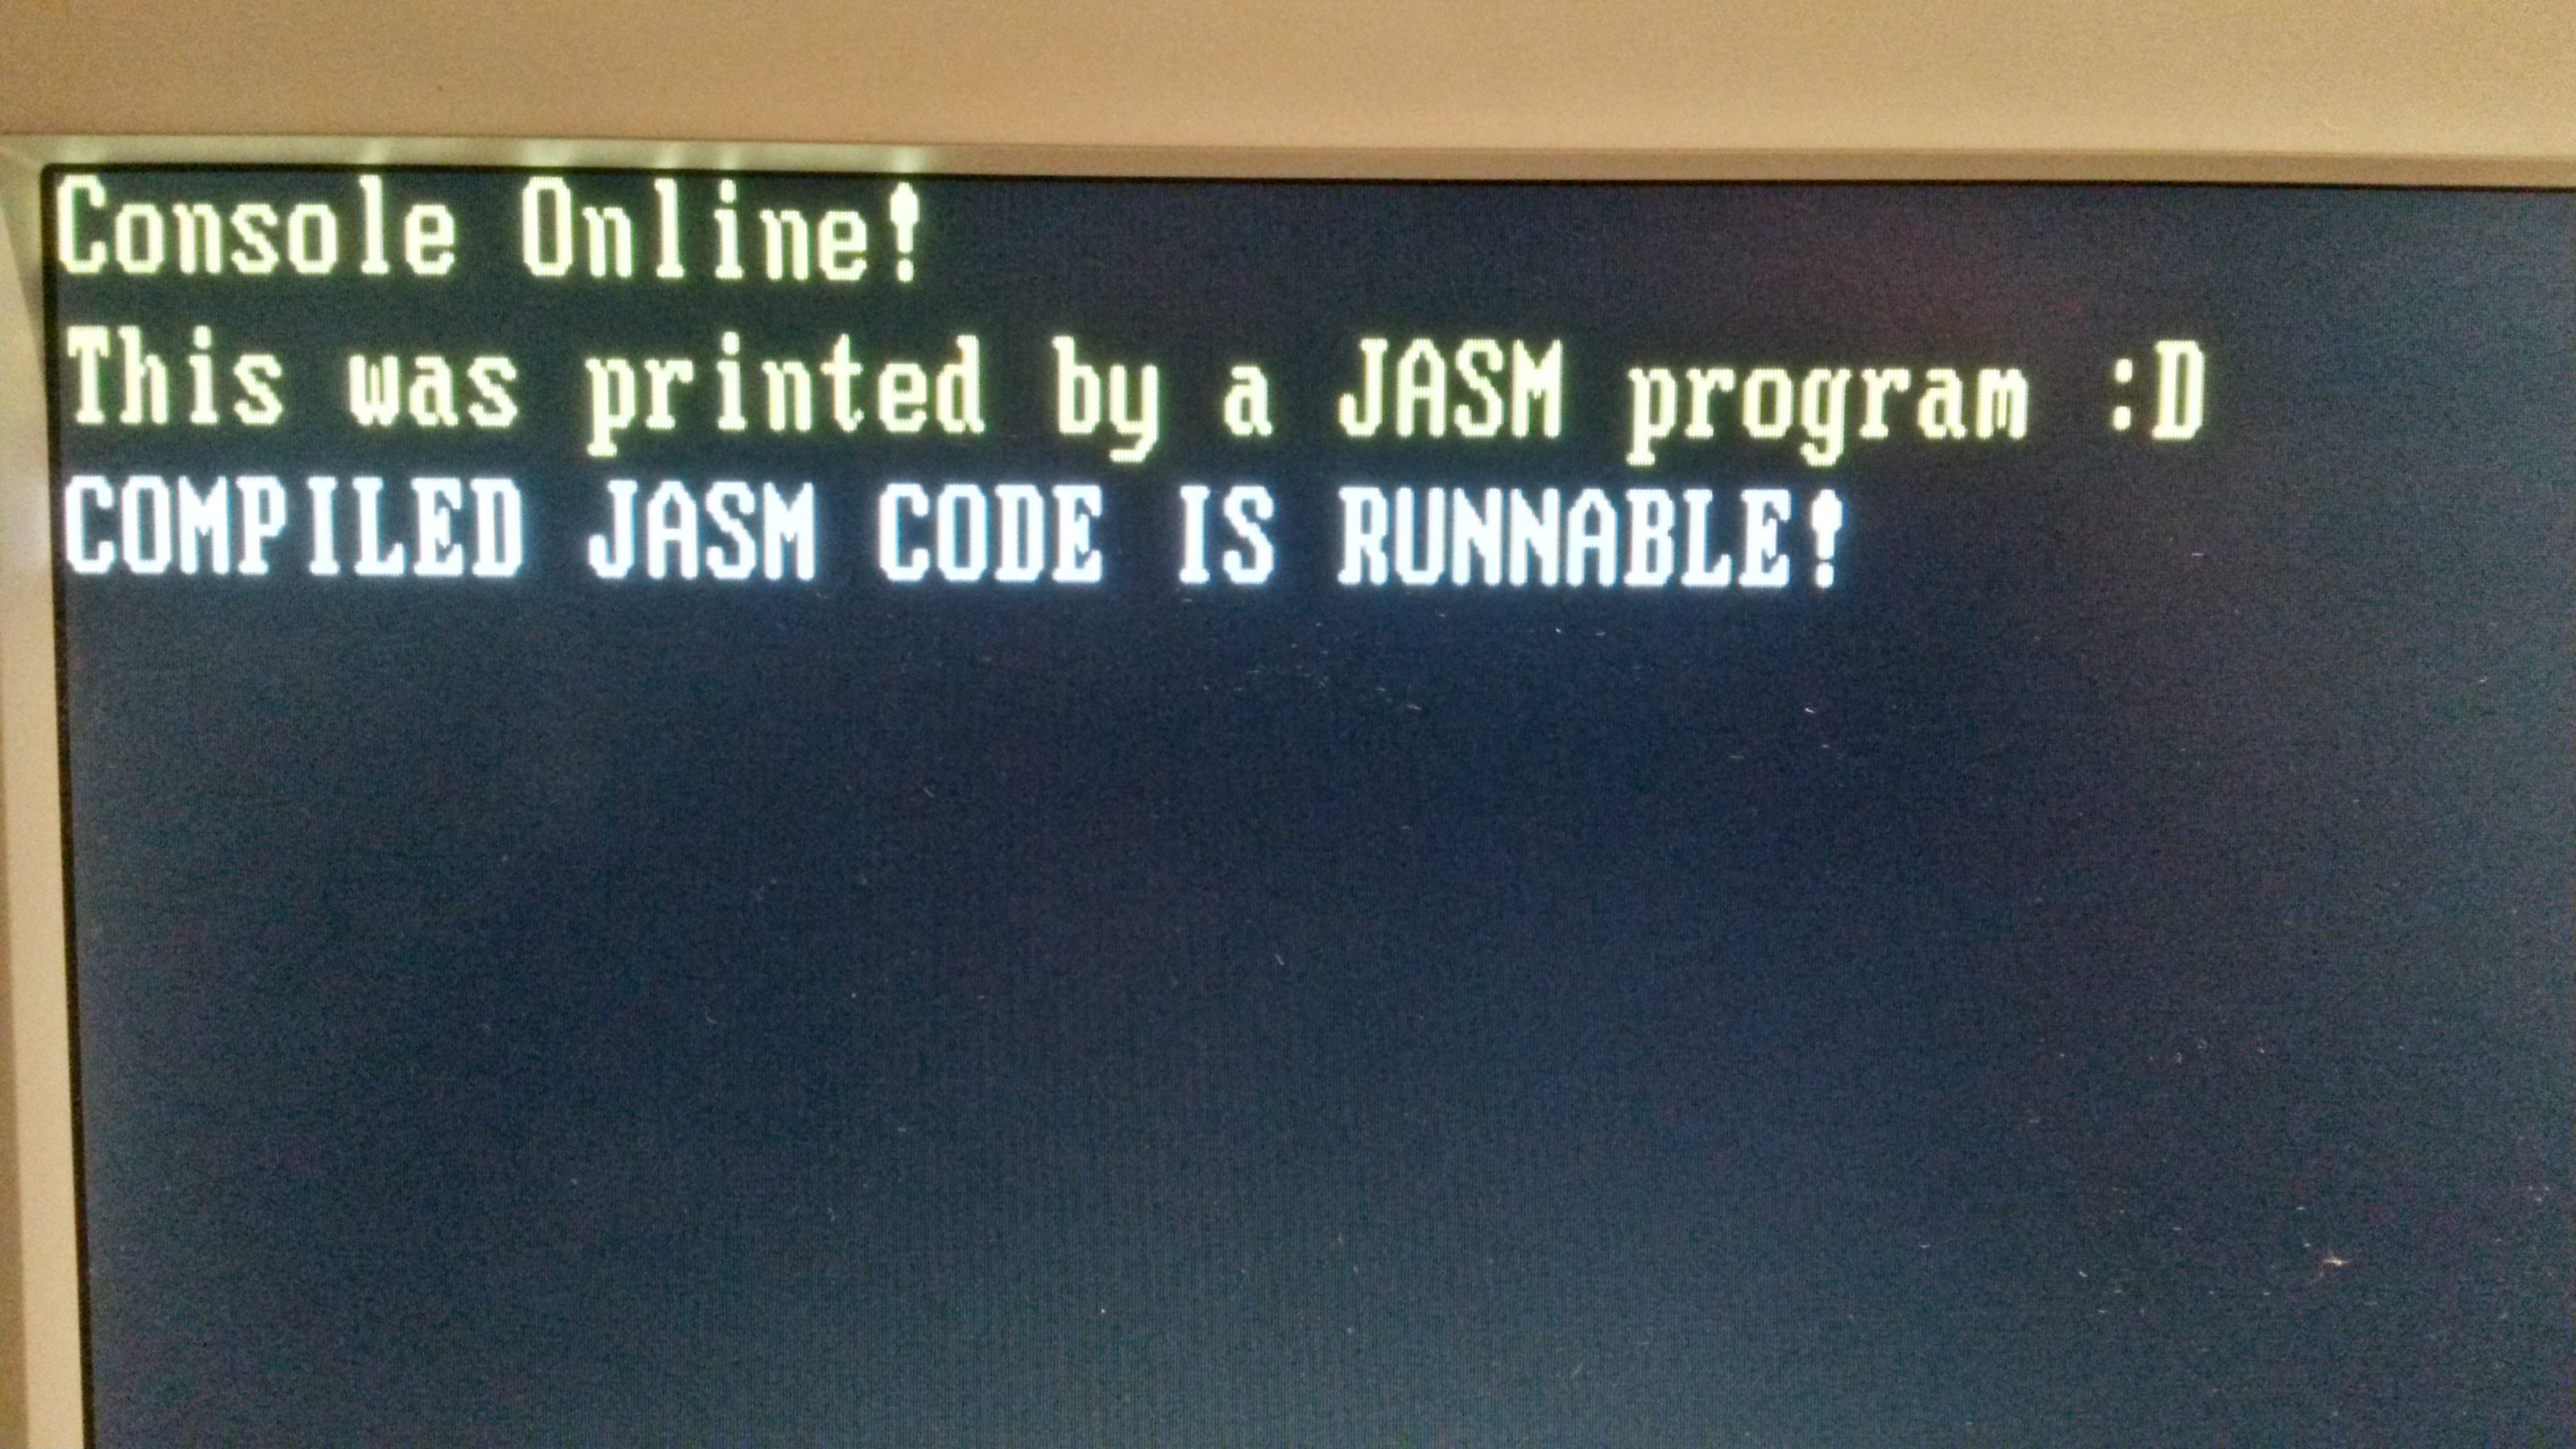 Console Online!
This was printed by a JASM program :D
COMPILED JASM CODE IS RUNNABLE!